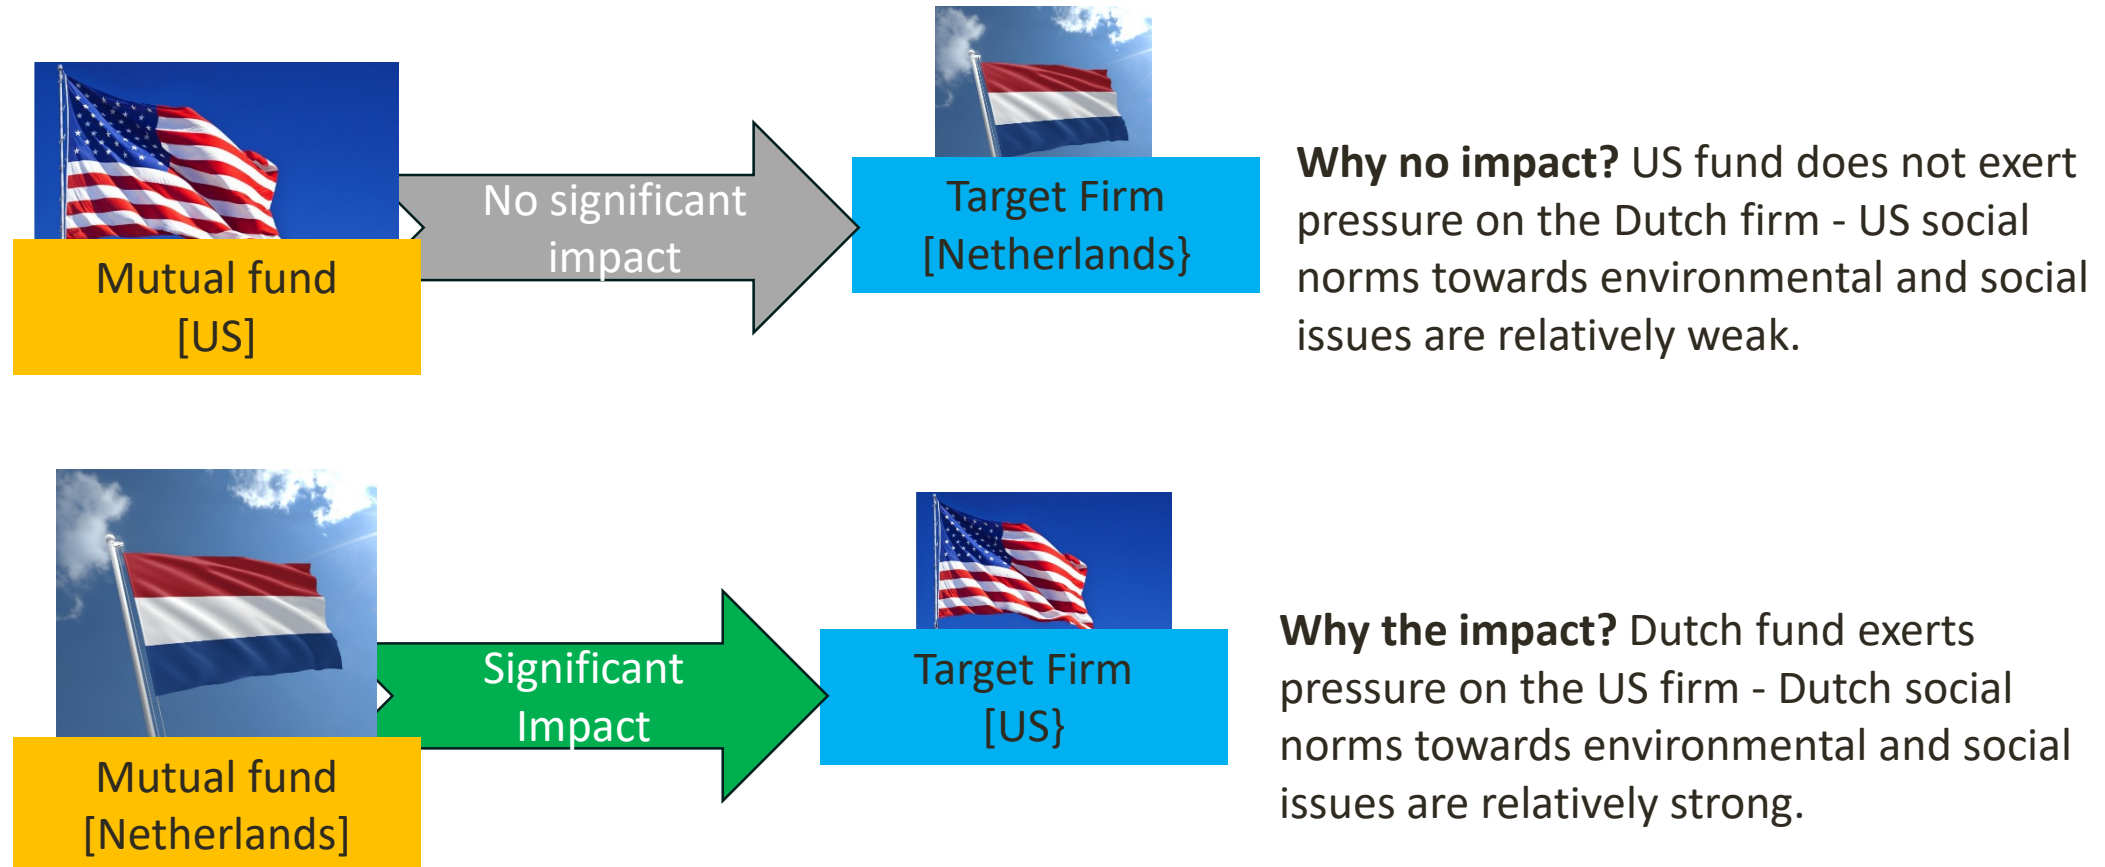 Mutual fund
[US]
No significant
impact
Target Firm
[Netherlands}
Why no impact? US fund does not exert
pressure on the Dutch firm - US social
norms towards environmental and social
issues are relatively weak.
Mutual fund
[Netherlands]
Significant
Impact
Target Firm
[US}
Why the impact? Dutch fund exerts
pressure on the US firm - Dutch social
norms towards environmental and social
issues are relatively strong.